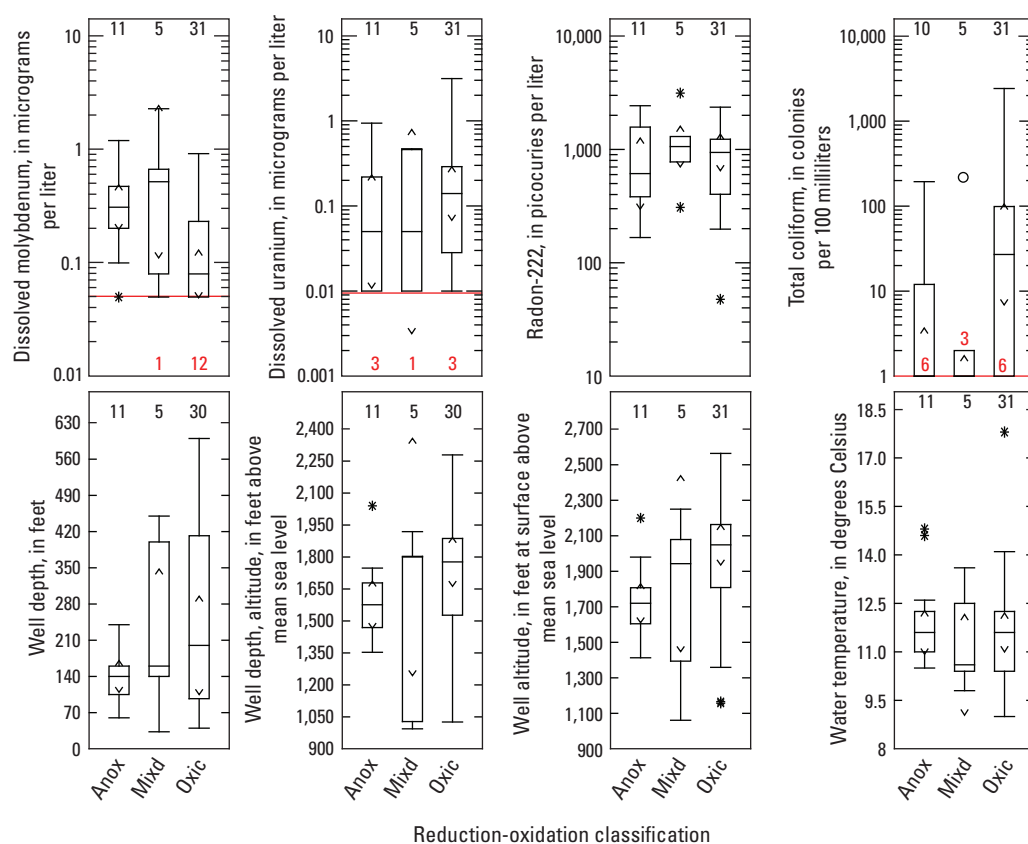 Dissolved molybdenum, in micrograms
per liter
10
1
0.1
0.01
11 5 31
1 12
Dissolved uranium, in micrograms per liter
10
1
0.1
0.01
0.001
11 5 31
3 1 3
Radon-222, in picocuries per liter
10,000
1,000
100
10
11 5 31
Total coliform, in colonies
per 100 milliliters
10,000
1,000
100
10
1
10 5 31
6 3 6
Well depth, in feet
630
560
490
420
350
280
210
140
70
0
11 5 30
Anox Mixd Oxic
Well depth, altitude, in feet above
mean sea level
2,400
2,250
2,100
1,950
1,800
1,650
1,500
1,350
1,200
1,050
900
11 5 30
Anox Mixd Oxic
Well altitude, in feet at surface above
mean sea level
2,700
2,500
2,300
2,100
1,900
1,700
1,500
1,300
1,100
900
11 5 31
Anox Mixd Oxic
Water temperature, in degrees Celsius
18.5
17.0
15.5
14.0
12.5
11.0
9.5
8
11 5 31
Anox Mixd Oxic
Reduction-oxidation classification